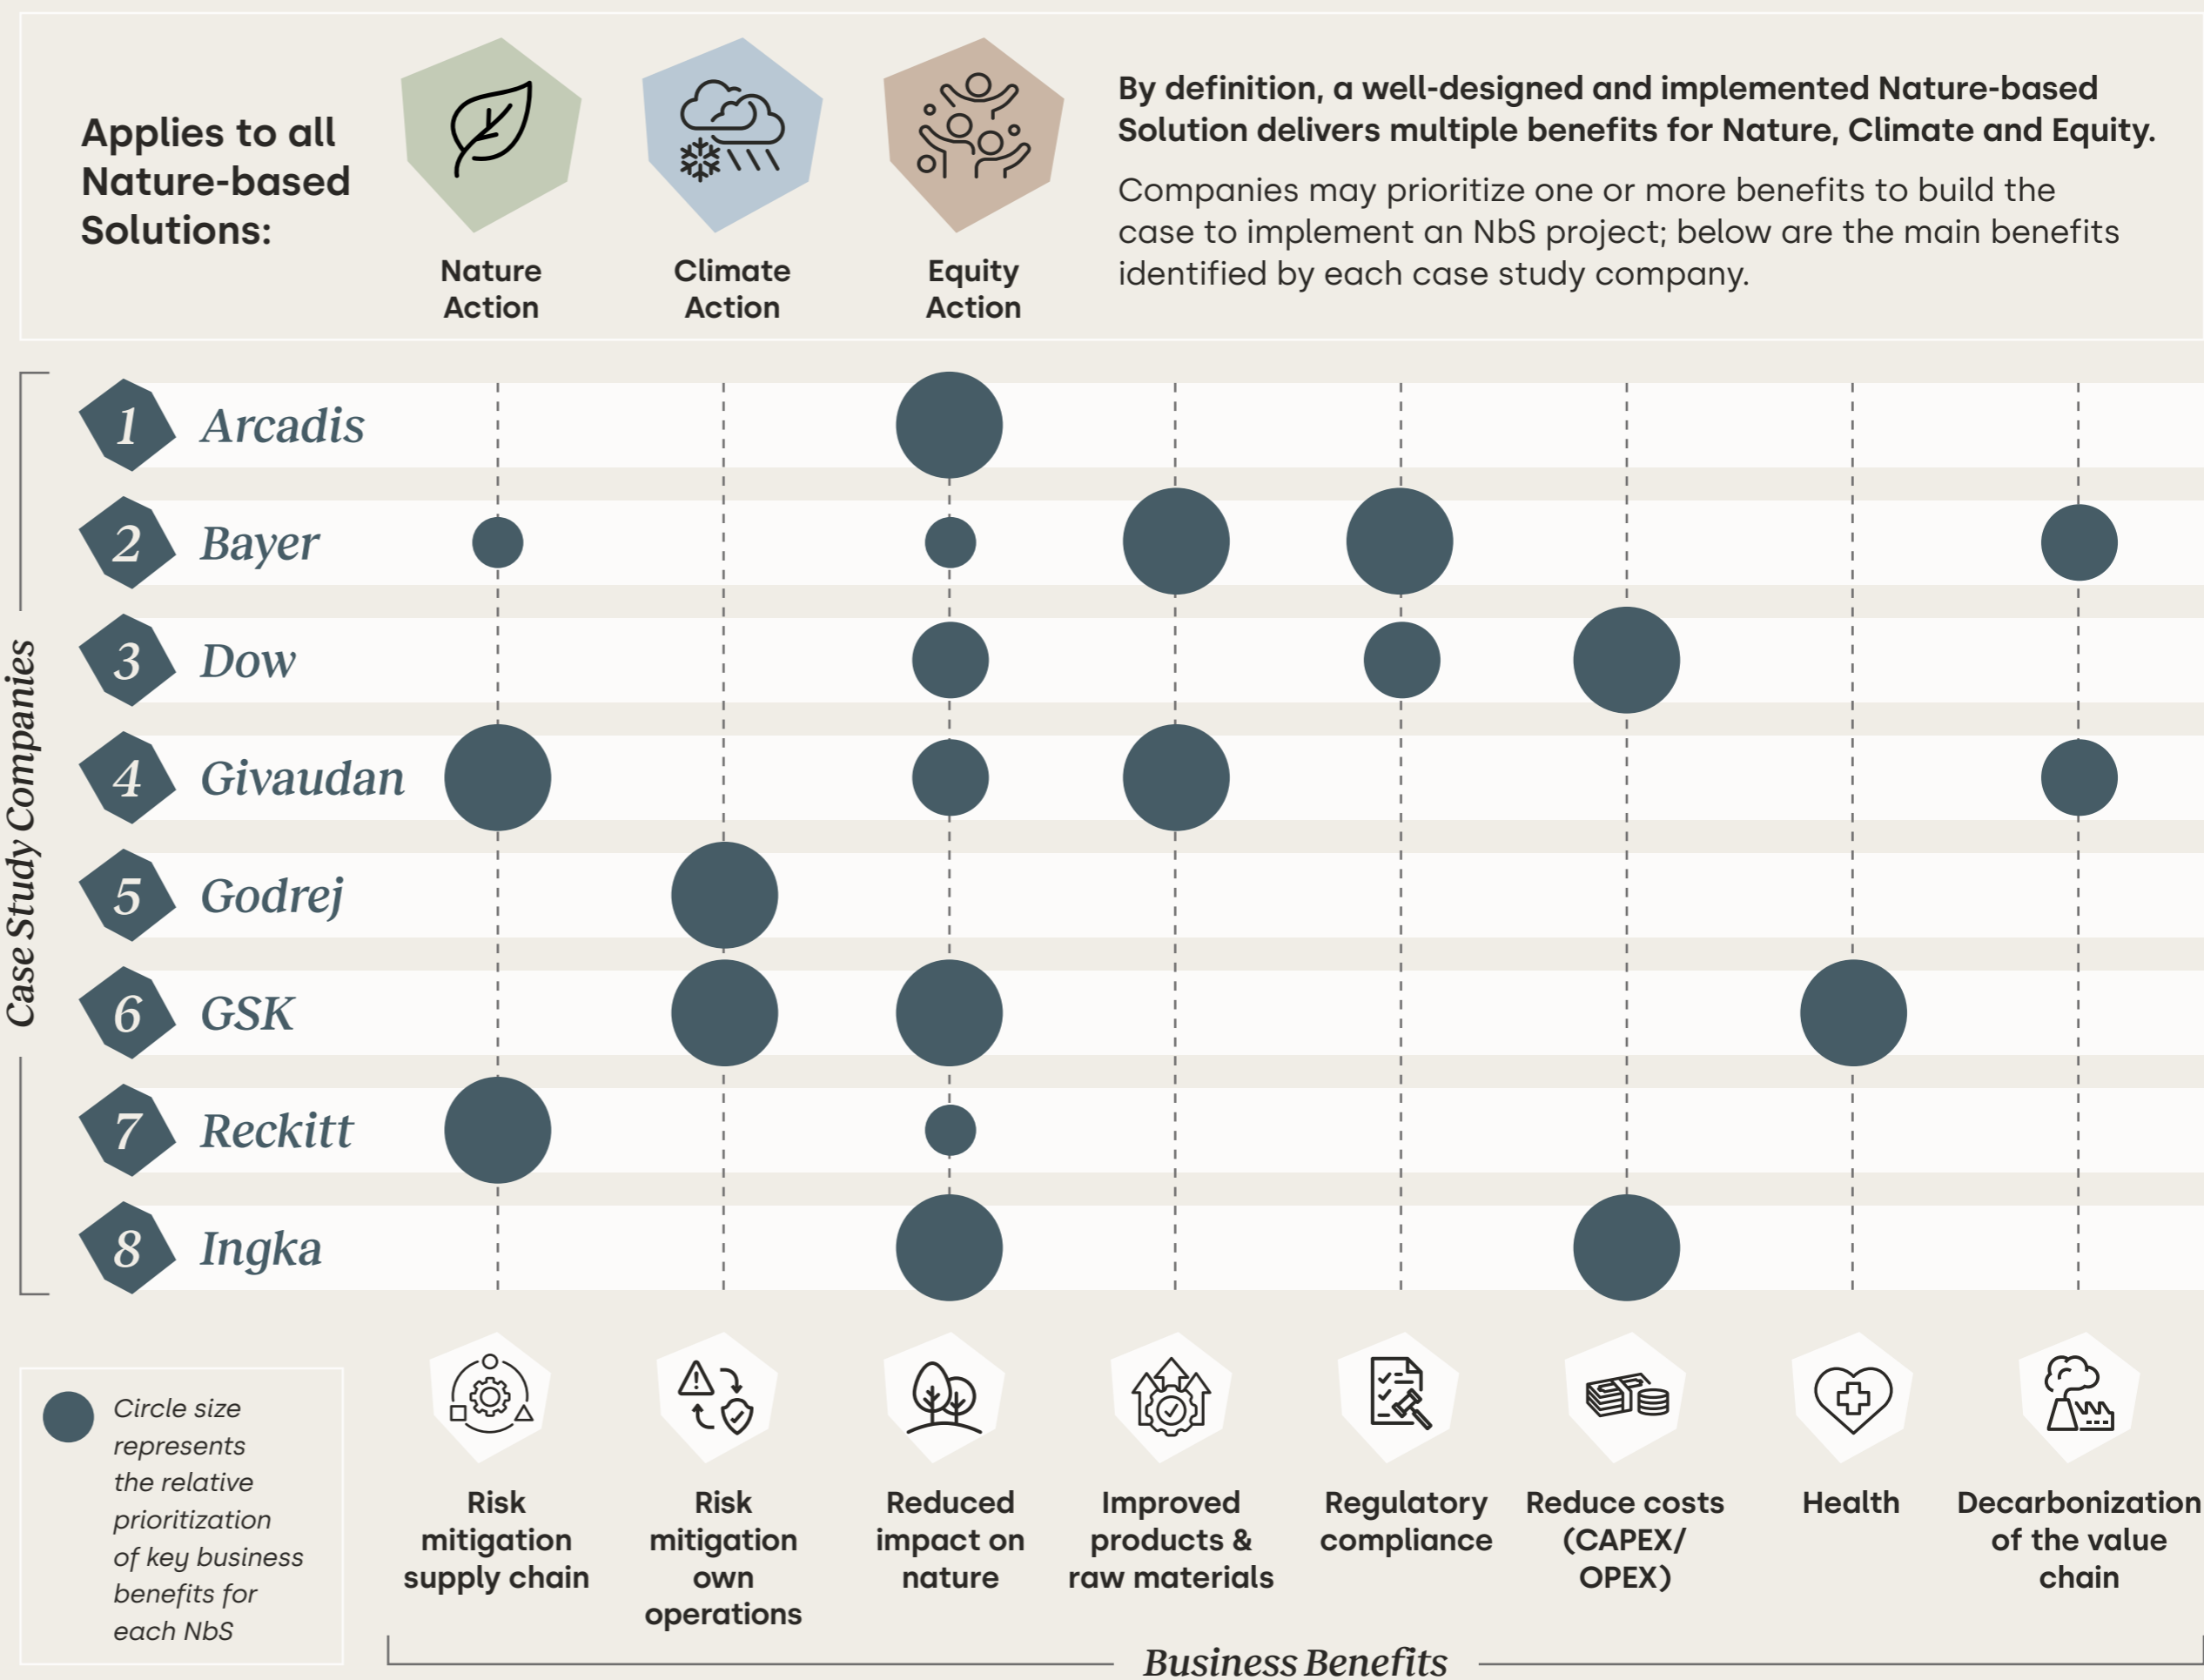 Applies to all
Nature-based
Solutions:
Nature
Action
Climate
Action
Equity
Action
By definition, a well-designed and implemented Nature-based
Solution delivers multiple benefits for Nature, Climate and Equity.
Companies may prioritize one or more benefits to build the
case to implement an NbS project; below are the main benefits
identified by each case study company.
Case Study Companies
1 Arcadis
2 Bayer
3 Dow
4 Givaudan
5 Godrej
6 GSK
7 Reckitt
8 Ingka
Circle size
represents
the relative
prioritization
of key business
benefits for
each NbS
Risk
mitigation
supply chain
Risk
mitigation
own
operations
Reduced
impact on
nature
Improved
products &
raw materials
Regulatory
compliance
Reduce costs
(CAPEX/
OPEX)
Health
Decarbonization
of the value
chain
Business Benefits